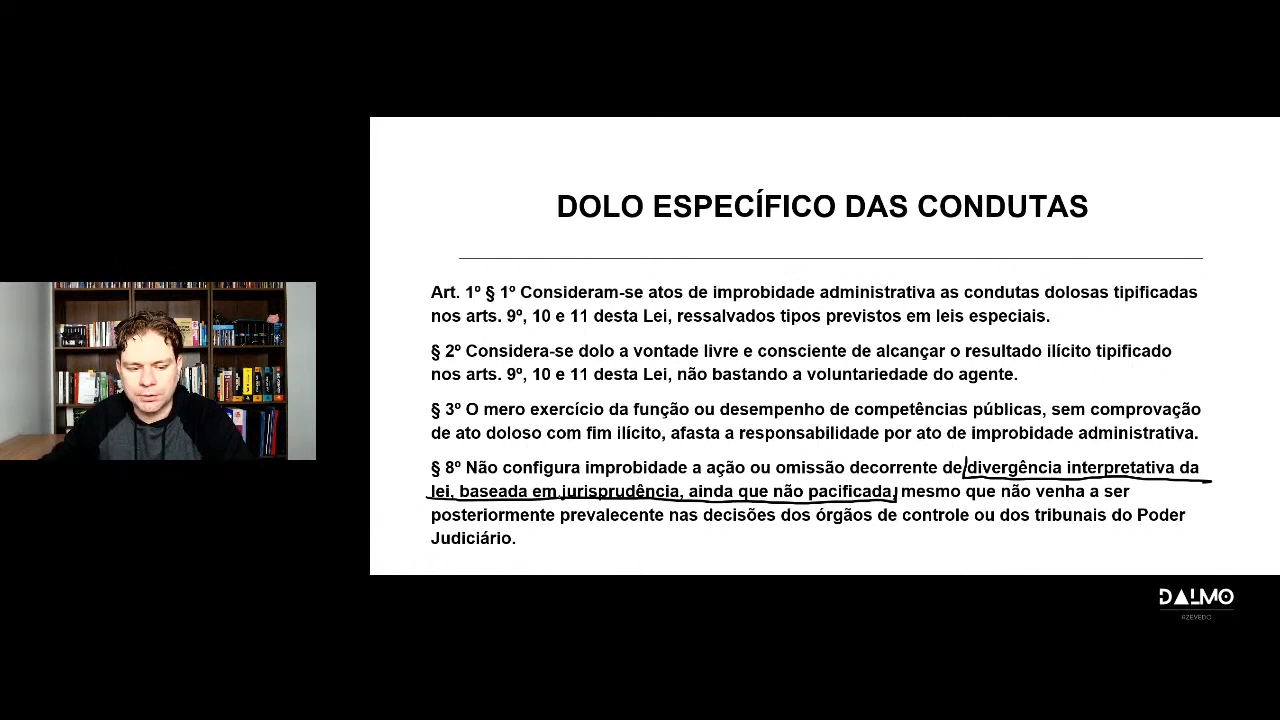 DOLO ESPECÍFICO DAS CONDUTAS
Art. 1º § 1º Consideram-se atos de improbidade administrativa as condutas dolosas tipificadas
nos arts. 9º, 10 e 11 desta Lei, ressalvados tipos previstos em leis especiais.
§ 2º Considera-se dolo a vontade livre e consciente de alcançar o resultado ilícito tipificado
nos arts. 9º, 10 e 11 desta Lei, não bastando a voluntariedade do agente.
§ 3º O mero exercício da função ou desempenho de competências públicas, sem comprovação
de ato doloso com fim ilícito, afasta a responsabilidade por ato de improbidade administrativa.
§ 8º Não configura improbidade a ação ou omissão decorrente de divergência interpretativa da
lei, baseada em jurisprudência, ainda que não pacificada, mesmo que não venha a ser
posteriormente prevalecente nas decisões dos órgãos de controle ou dos tribunais do Poder
Judiciário.
DALMO
AZEVEDO